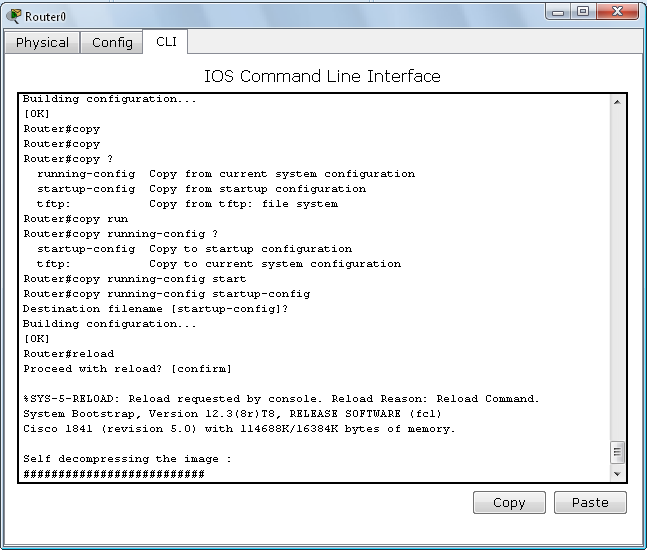 Router0
Physical Config CLI
IOS Command Line Interface
Building configuration...
[OK]
Router#copy
Router#copy
Router#copy ?
running-config Copy from current system configuration
startup-config Copy from startup configuration
tftp: Copy from tftp: file system
Router#copy run
Router#copy running-config ?
startup-config Copy to startup configuration
tftp: Copy to current system configuration
Router#copy running-config start
Router#copy running-config startup-config
Destination filename [startup-config]?
Building configuration...
[OK]
Router#reload
Proceed with reload? [confirm]
%SYS-5-RELOAD: Reload requested by console. Reload Reason: Reload Command.
System Bootstrap, Version 12.3(8r)T8, RELEASE SOFTWARE (fc1)
Cisco 1841 (revision 5.0) with 114688K/16384K bytes of memory.
Self decompressing the image :
##########################
Copy Paste